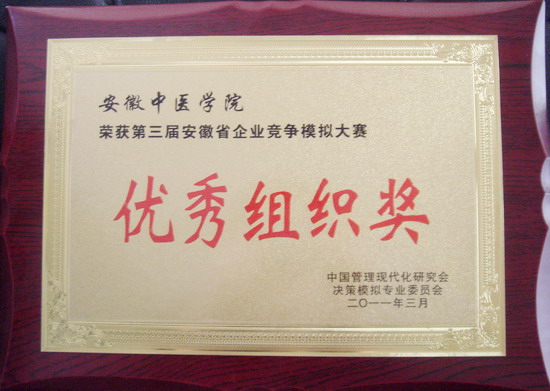 安徽中医学院
荣获第三届安徽省企业竞争模拟大赛
优秀组织奖
中国管理现代化研究会
决策模拟专业委员会
二〇一一年三月